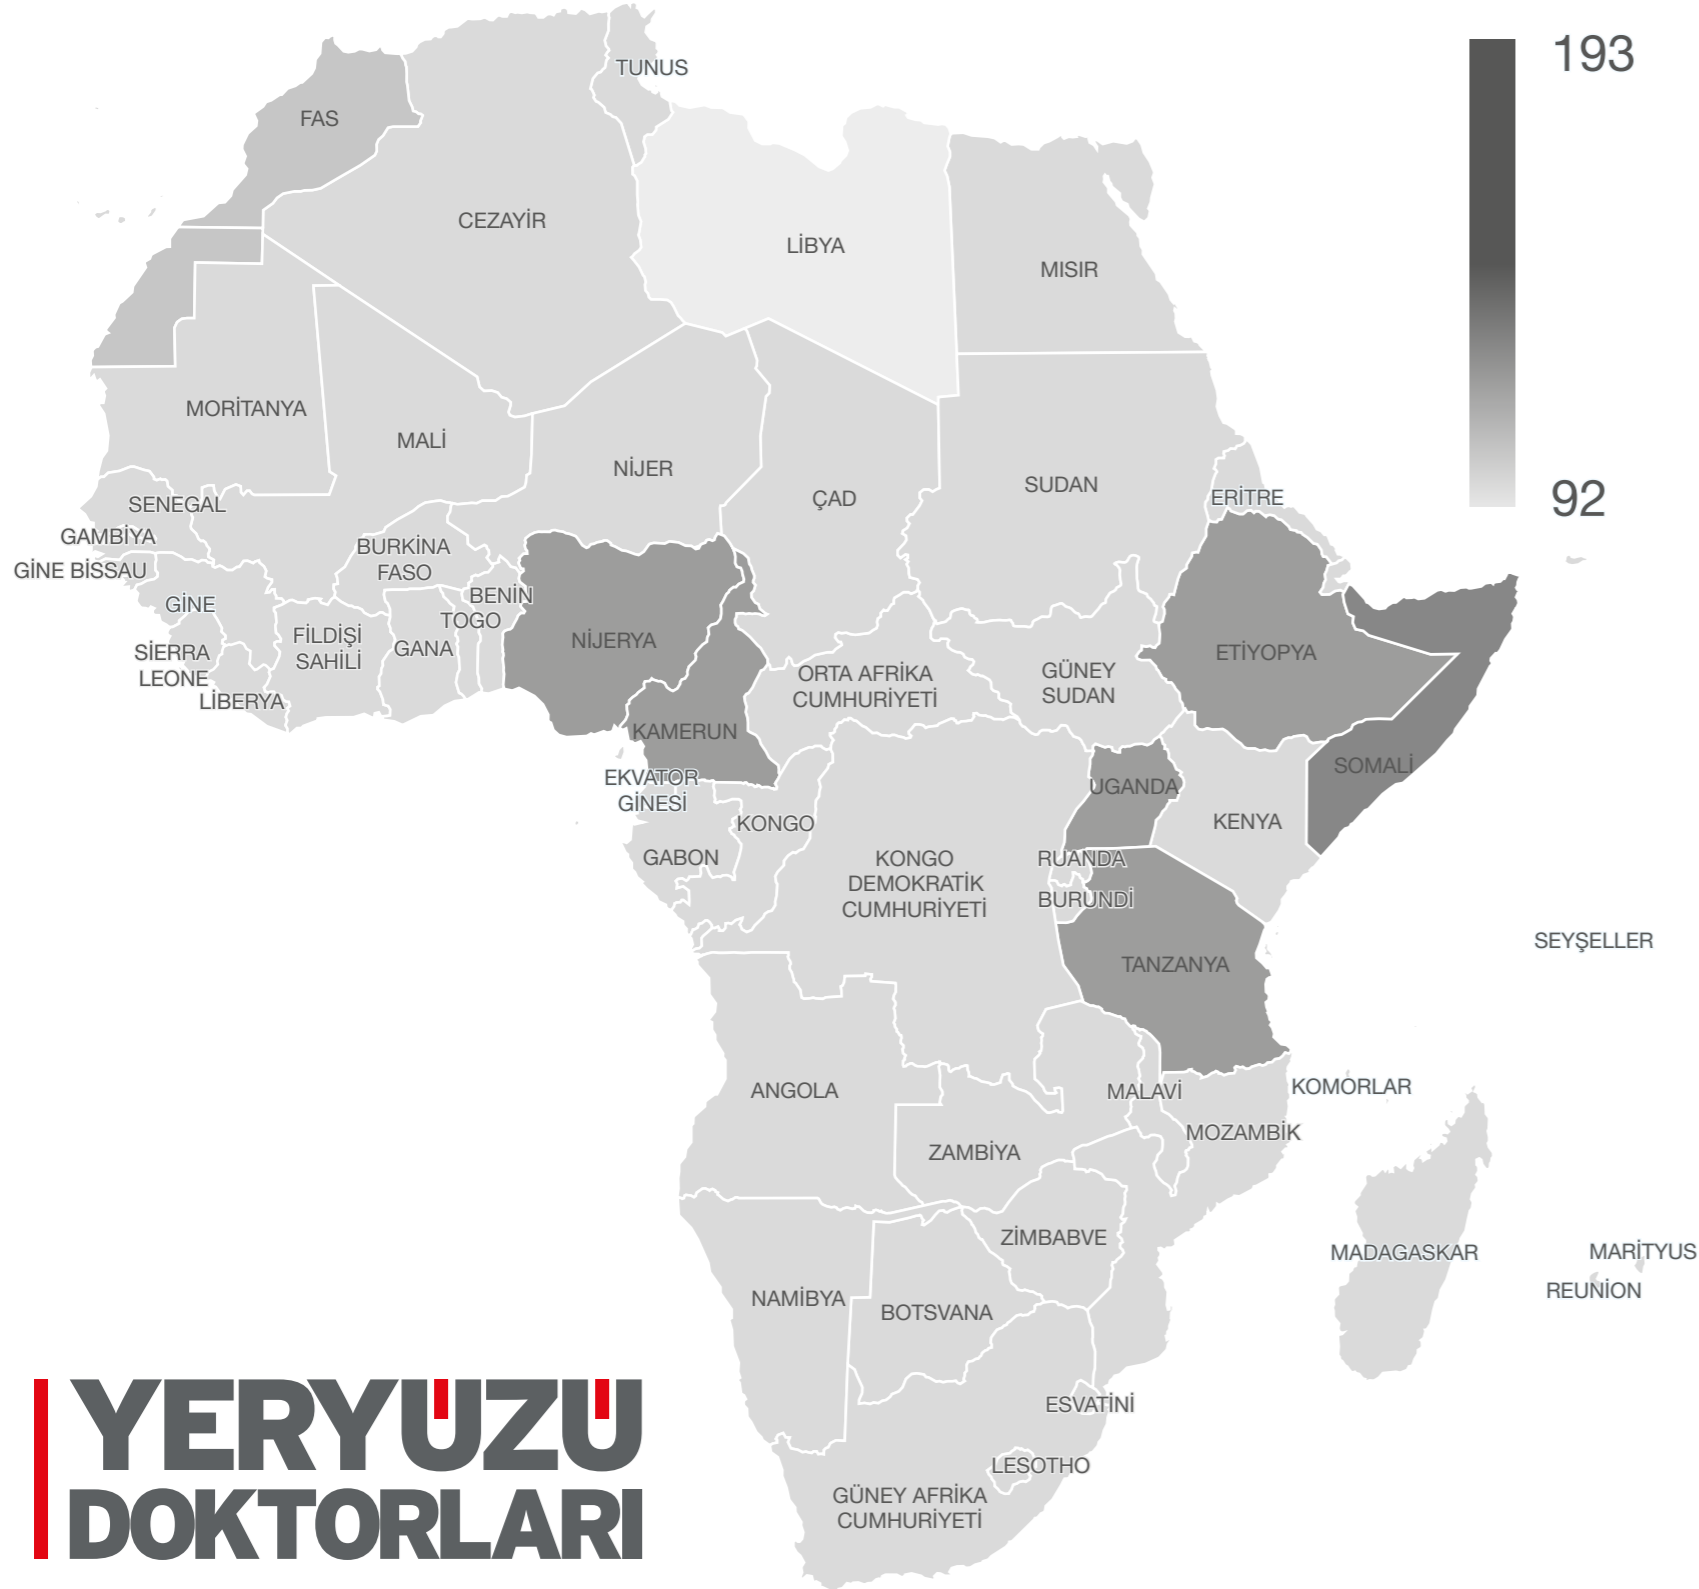 193
92
TUNUS
FAS
CEZAYİR
LİBYA
MISIR
MORİTANYA
MALİ
NİJER
ÇAD
SUDAN
ERİTRE
SENEGAL
GAMBİYA
GİNE BİSSAU
BURKİNA
FASO
GİNE
BENİN
TOGO
FİLDİŞİ
SAHİLİ
GANA
SİERRA
LEONE
LİBERYA
NİJERYA
ETİYOPYA
ORTA AFRİKA
CUMHURİYETİ
GÜNEY
SUDAN
KAMERUN
SOMALİ
EKVATOR
GINESİ
UGANDA
KONGO
KENYA
GABON
KONGO
DEMOKRATİK
CUMHURİYETİ
RUANDA
BURUNDİ
SEYŞELLER
TANZANYA
ANGOLA
MALAVİ
KOMORLAR
MOZAMBİK
ZAMBİYA
ZİMBABVE
MADAGASKAR
MARİTYUS
REUNİON
NAMİBYA
BOTSVANA
ESVATİNİ
LESOTHO
GÜNEY AFRİKA
CUMHURİYETİ
YERYÜZÜ
DOKTORLARI